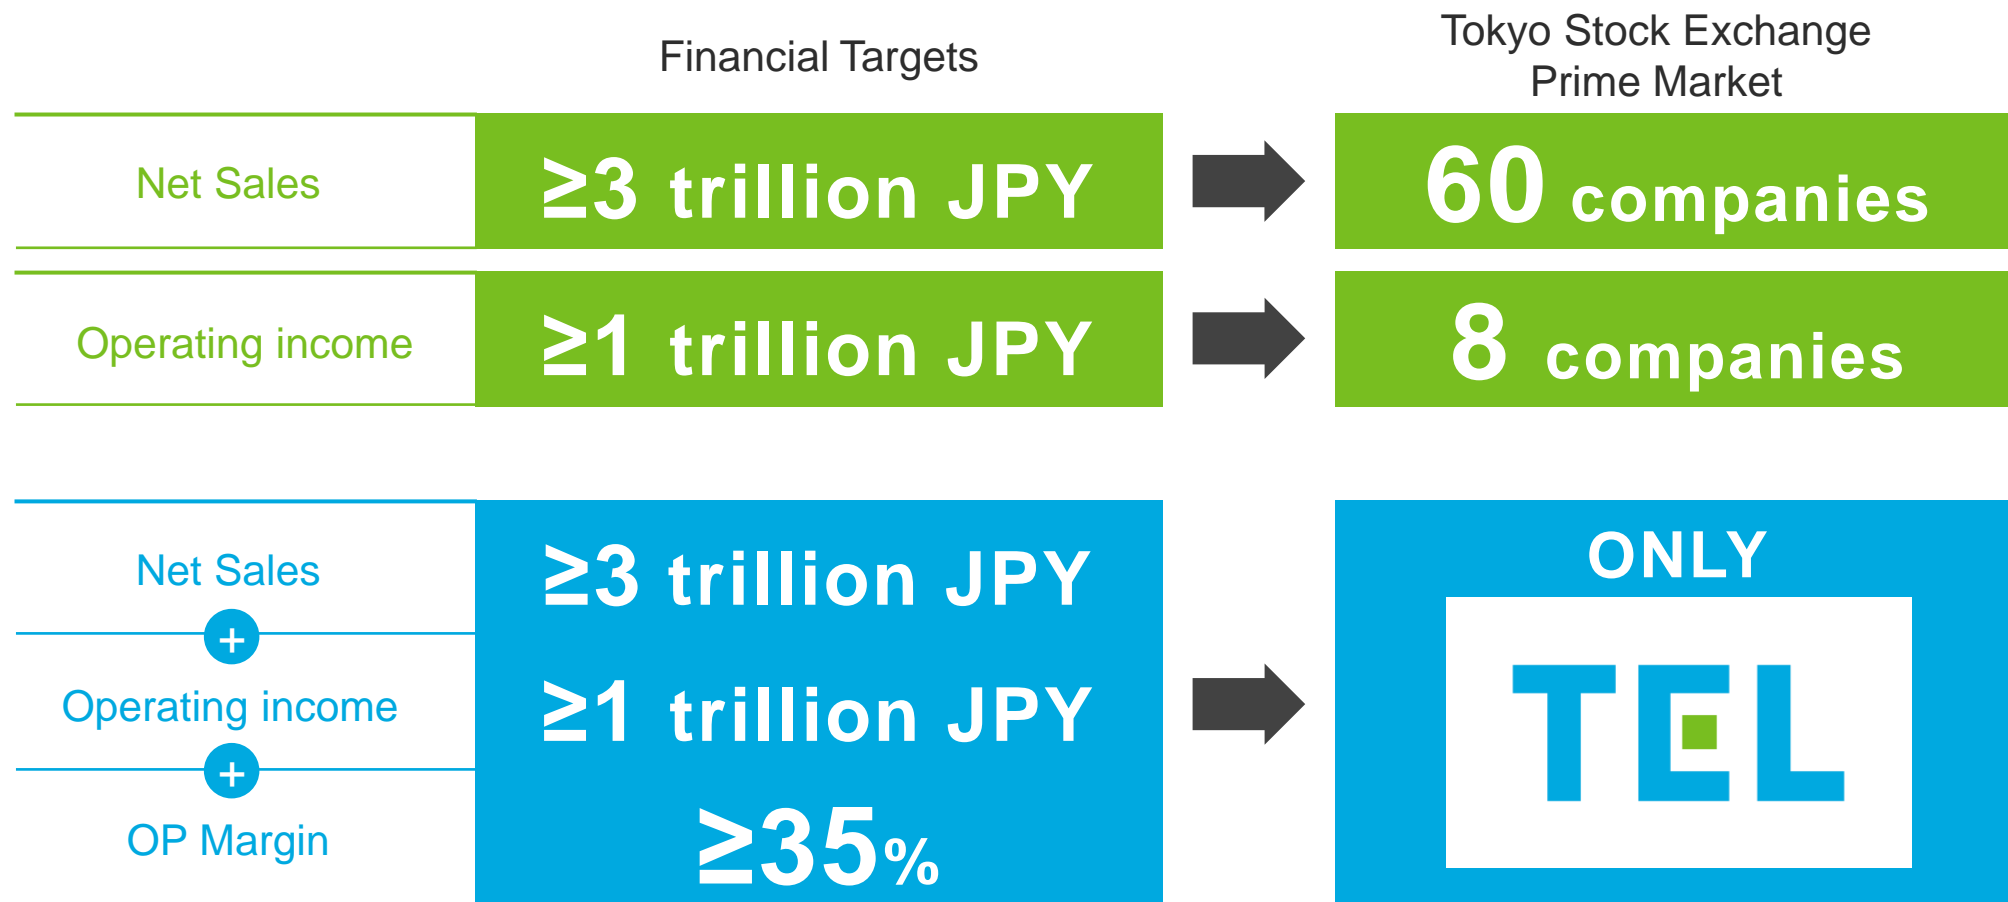 Financial Targets
Tokyo Stock Exchange
Prime Market
Net Sales
≥3 trillion JPY
60 companies
Operating income
≥1 trillion JPY
8 companies
Net Sales
≥3 trillion JPY
+
Operating income
≥1 trillion JPY
+
OP Margin
≥35%
ONLY
TEL